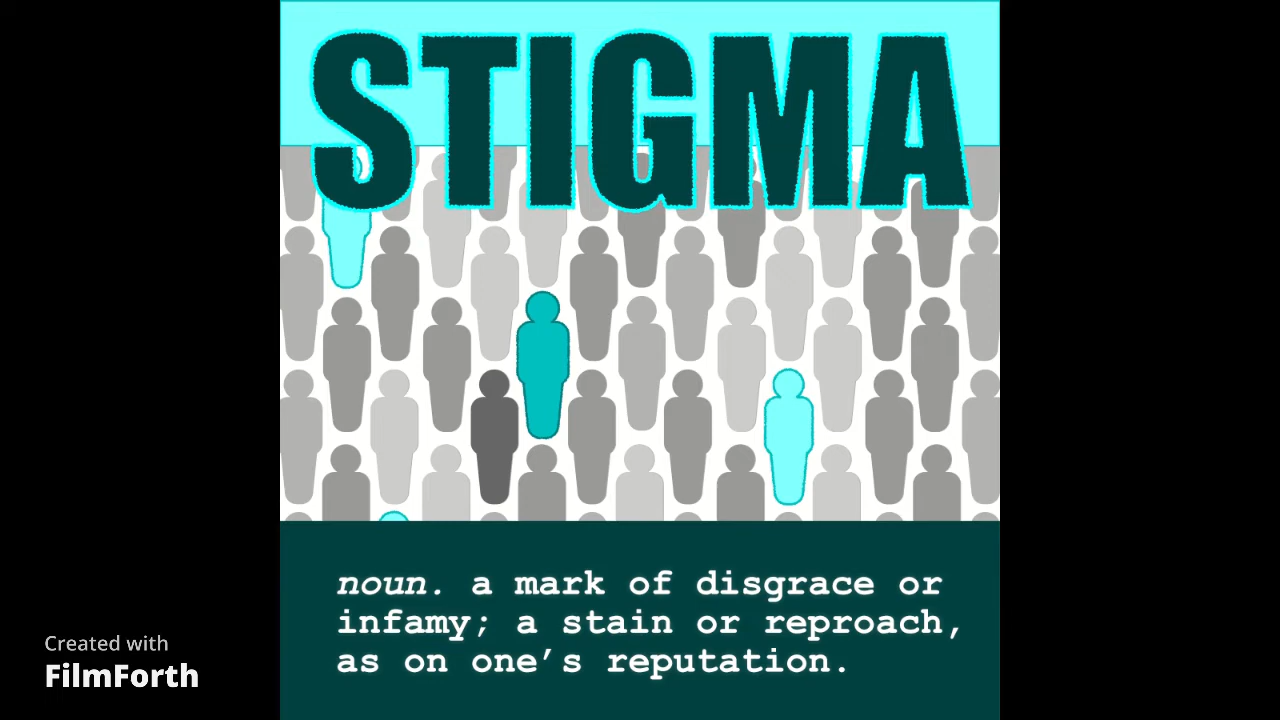 STIGMA
noun. a mark of disgrace or
infamy; a stain or reproach,
as on one’s reputation.
Created with
FilmForth